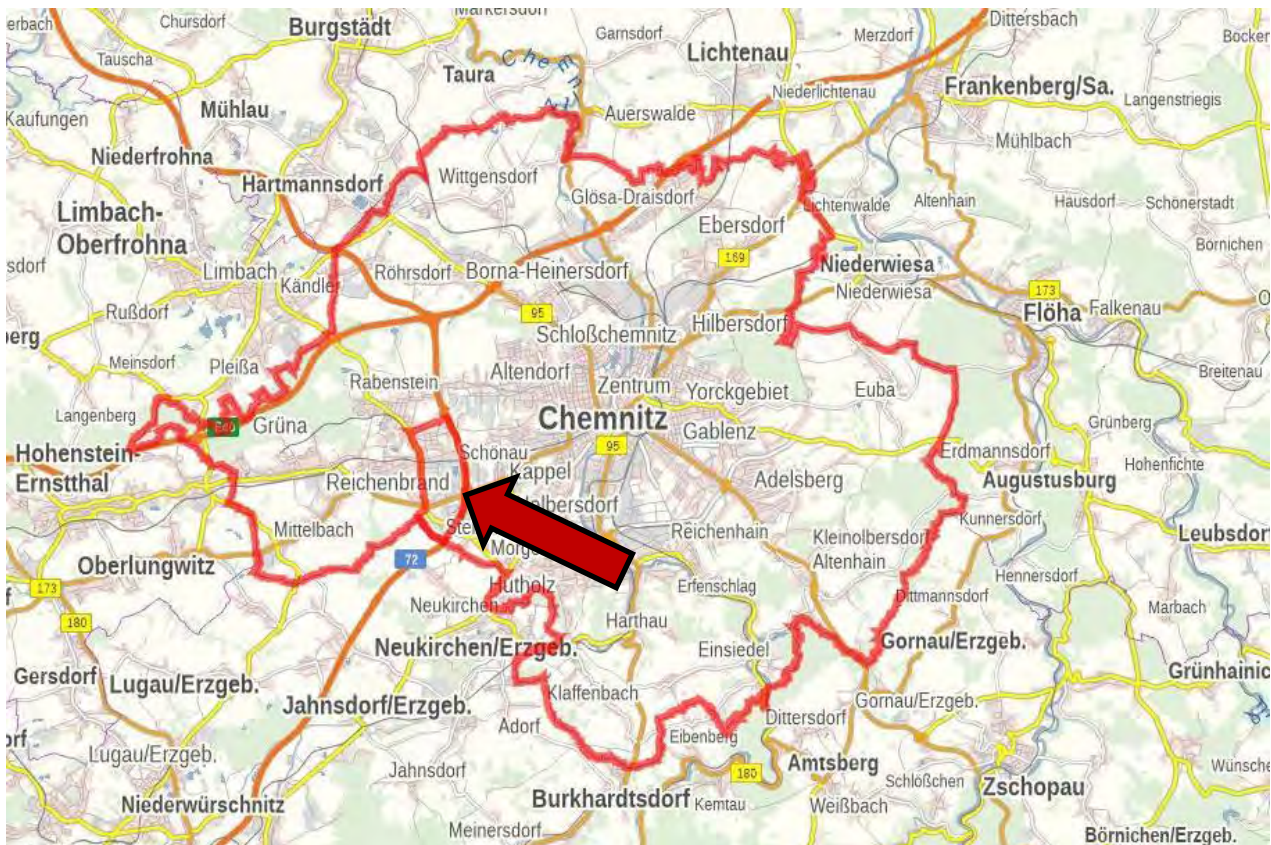 Markersdorf
Dittersbach
erbach
Chursdorf
Burgstädt
Garnsdorf
Merzdorf
Lichtenau
Tauscha
Taura
Niederlichtenau
Frankenberg/Sa.
Langenstriegis
Mühlau
Auerswalde
Kaufungen
Mühlbach
Niederfrohna
Wittgensdorf
Hartmannsdorf
Glösa-Draisdorf
Lichtenwalde
Altenhain
Hausdorf
Schönerstadt
Limbach-
Oberfrohna
Ebersdorf
Börnichen
169
sdorf
Limbach
Röhrsdorf
Borna-Heinersdorf
Niederwiesa
Kändler
Niederwiesa
173
Falkenau
Rußdorf
95
Flöha
Schloßchemnitz
Hilbersdorf
berg
Meinsdorf
Pleißa
Altendorf
Breitenau
Rabenstein
Zentrum
Yorckgebiet
Euba
Langenberg
Grüna
Chemnitz
Gablenz
Grünberg
Hohenstein-
Ernstthal
Schönau
95
Erdmannsdorf
Hohenfichte
Kappel
Reichenbrand
Adelsberg
Augustusburg
Kunnersdorf
Mittelbach
Reichenhain
Kleinolbersdorf
Altenhain
Leubsdorf
Oberlungwitz
72
Hutholz
Erfenschlag
Hennersdorf
173
Neukirchen
Dittmannsdorf
Marbach
180
Harthau
Neukirchen/Erzgeb.
Einsiedel
Gornau/Erzgeb.
Gersdorf
Lugau/Erzgeb.
Klaffenbach
Jahnsdorf/Erzgeb.
Gornau/Erzgeb.
Adorf
Dittersdorf
Eibenberg
Lugau/Erzgeb.
Jahnsdorf
180
Amtsberg
Schlößchen
Zschopau
Niederwürschnitz
Burkhardtsdorf
Kemtau
Weißbach
Meinersdorf
Börnichen/Erzgeb.